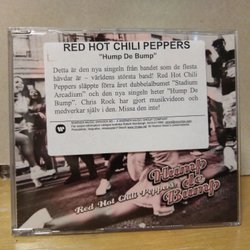 RED HOT CHILI PEPPERS
"Hump De Bump"
Detta är den nya singeln från bandet som de flesta
hävdar är – världens största band! Red Hot Chili
Peppers släppte förra året dubbelalbumet "Stadium
Arcadium" och den nya singeln heter "Hump De
Bump". Chris Rock har gjort musikvideon och
medverkar själv i den. Missa den inte!
Hump
de
Bump
Red Hot Chili Peppers